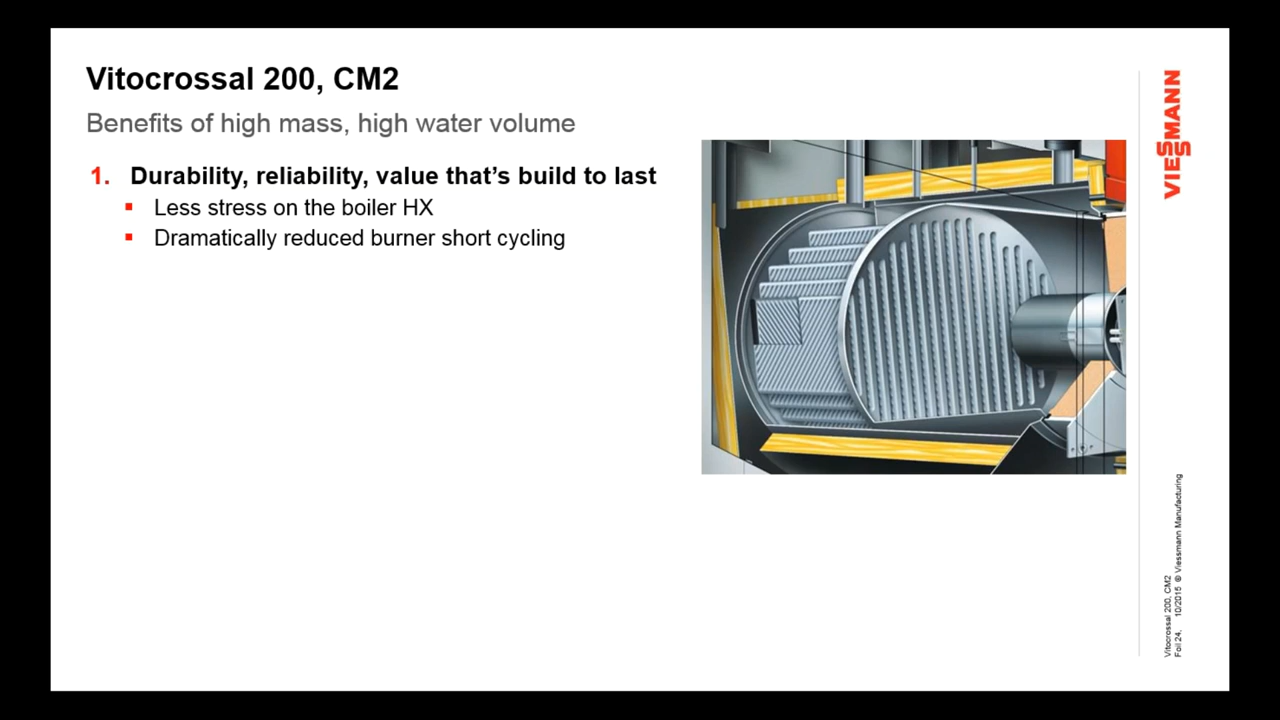 Vitocrossal 200, CM2
Benefits of high mass, high water volume
1. Durability, reliability, value that's build to last
▪ Less stress on the boiler HX
▪ Dramatically reduced burner short cycling
VIESSMANN
Vitocrossal 200, CM2
Foil 24, 10/2015 © Viessmann Manufacturing